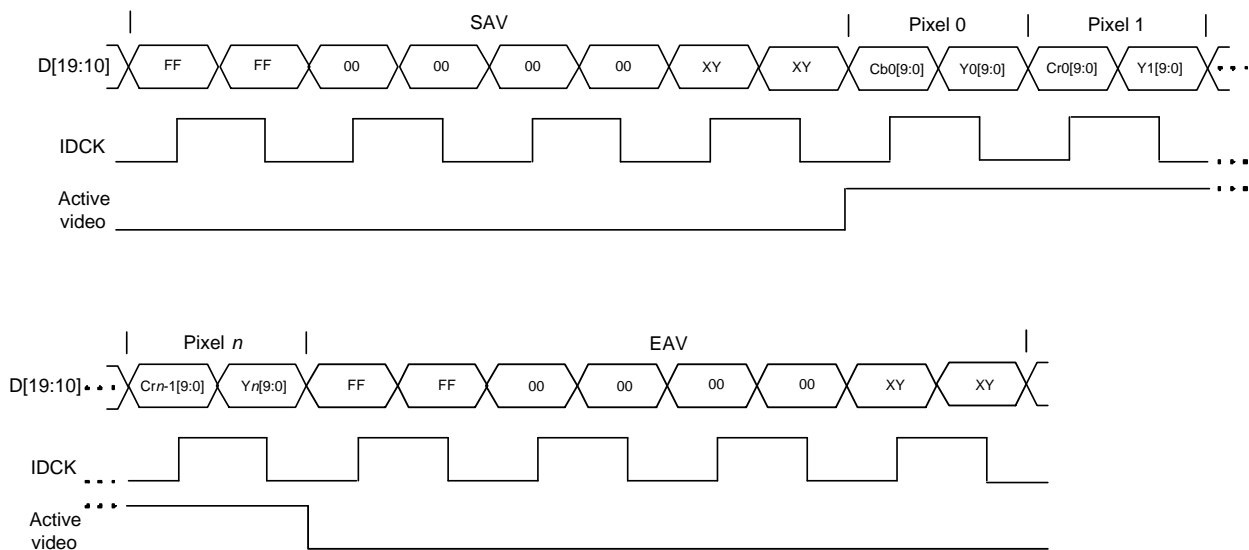 SAV Pixel 0 Pixel 1
D[19:10] FF FF 00 00 00 00 XY XY Cb0[9:0] Y0[9:0] Cr0[9:0] Y1[9:0]
IDCK
Active
video
Pixel n EAV
D[19:10] Crn-1[9:0] Yn[9:0] FF FF 00 00 00 00 XY XY
IDCK
Active
video